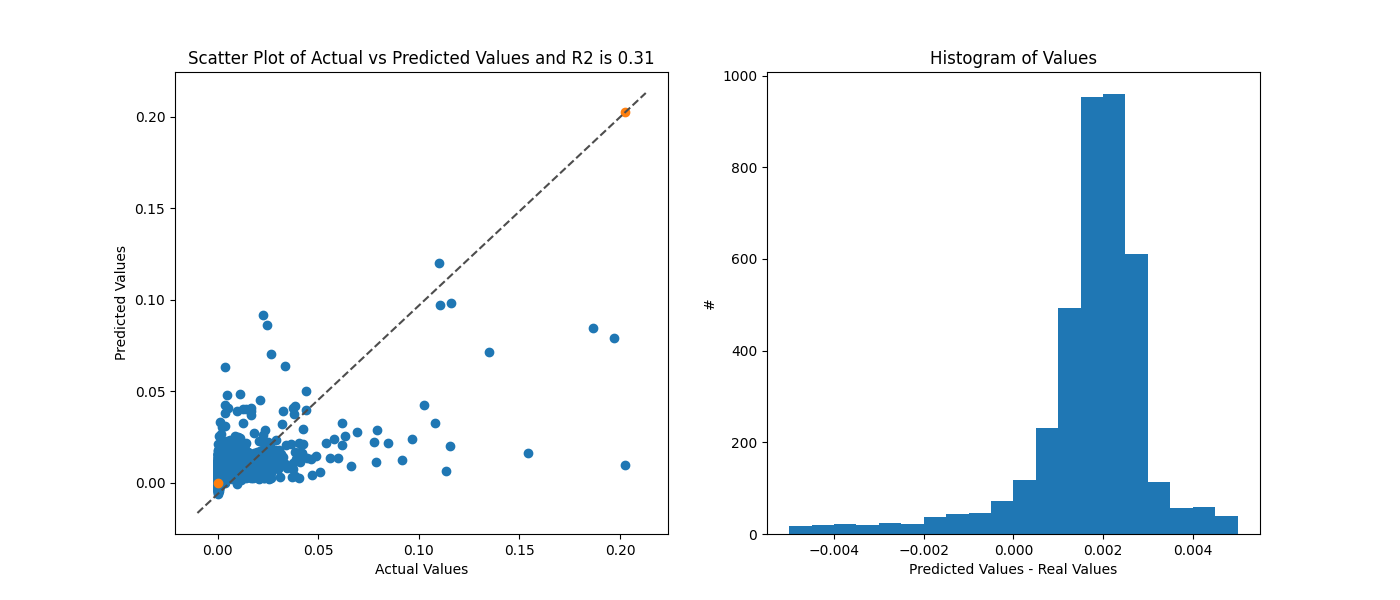 Scatter Plot of Actual vs Predicted Values and R2 is 0.31
0.20
0.15
0.10
0.05
0.00
Predicted Values
0.00 0.05 0.10 0.15 0.20
Actual Values
Histogram of Values
1000
800
600
400
200
0
#
−0.004 −0.002 0.000 0.002 0.004
Predicted Values - Real Values